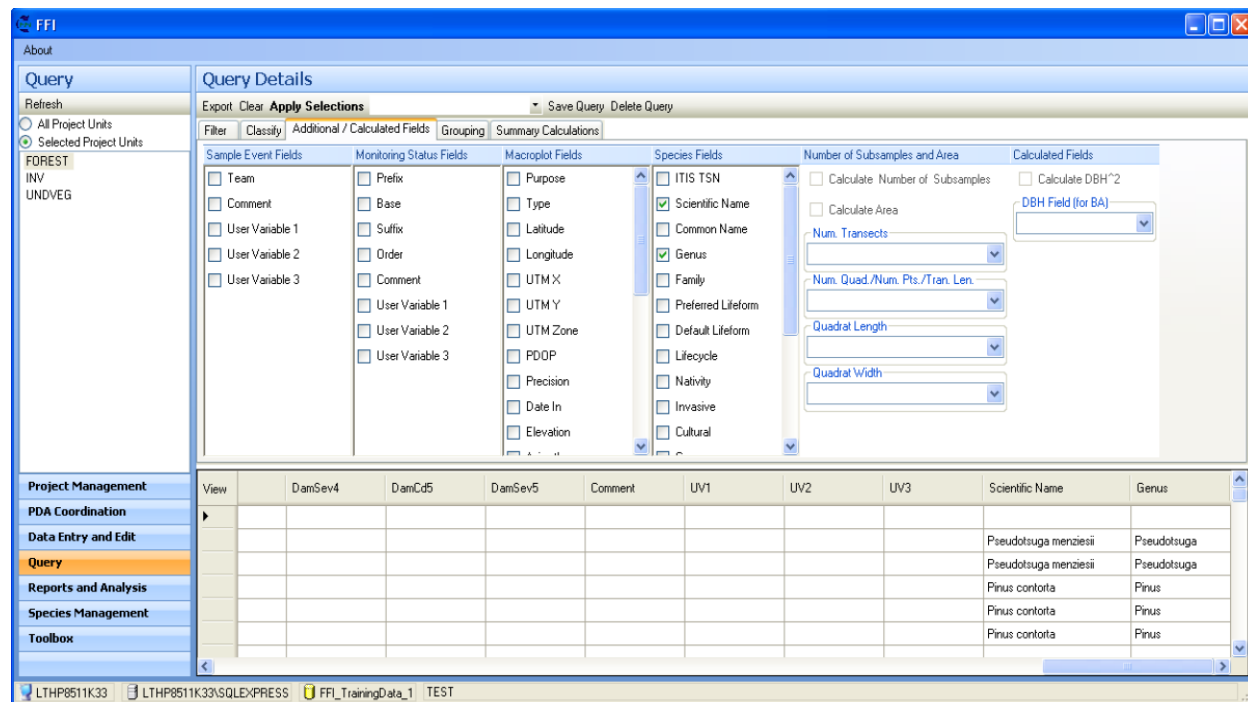 FFI
About
Query
Refresh
All Project Units
Selected Project Units
FOREST
INV
UNDVEG
Project Management
PDA Coordination
Data Entry and Edit
Query
Reports and Analysis
Species Management
Toolbox
Query Details
Export Clear Apply Selections Save Query Delete Query
Filter Classify Additional / Calculated Fields Grouping Summary Calculations
Sample Event Fields
Team
Comment
User Variable 1
User Variable 2
User Variable 3
Monitoring Status Fields
Prefix
Base
Suffix
Order
Comment
User Variable 1
User Variable 2
User Variable 3
Macroplot Fields
Purpose
Type
Latitude
Longitude
UTM X
UTM Y
UTM Zone
PDOP
Precision
Date In
Elevation
Species Fields
ITIS TSN
Scientific Name
Common Name
Genus
Family
Preferred Lifeform
Default Lifeform
Lifecycle
Nativity
Invasive
Cultural
Number of Subsamples and Area
Calculate Number of Subsamples
Calculate Area
Num. Transects
Num. Quad./Num. Pts./Tran. Len.
Quadrat Length
Quadrat Width
Calculated Fields
Calculate DBH^2
DBH Field (for BA)
View DamSev4 DamCd5 DamSev5 Comment UV1 UV2 UV3 Scientific Name Genus
Pseudotsuga menziesii Pseudotsuga
Pseudotsuga menziesii Pseudotsuga
Pinus contorta Pinus
Pinus contorta Pinus
Pinus contorta Pinus
LTHP8511K33 LTHP8511K33\SQLEXPRESS FFI_TrainingData_1 TEST